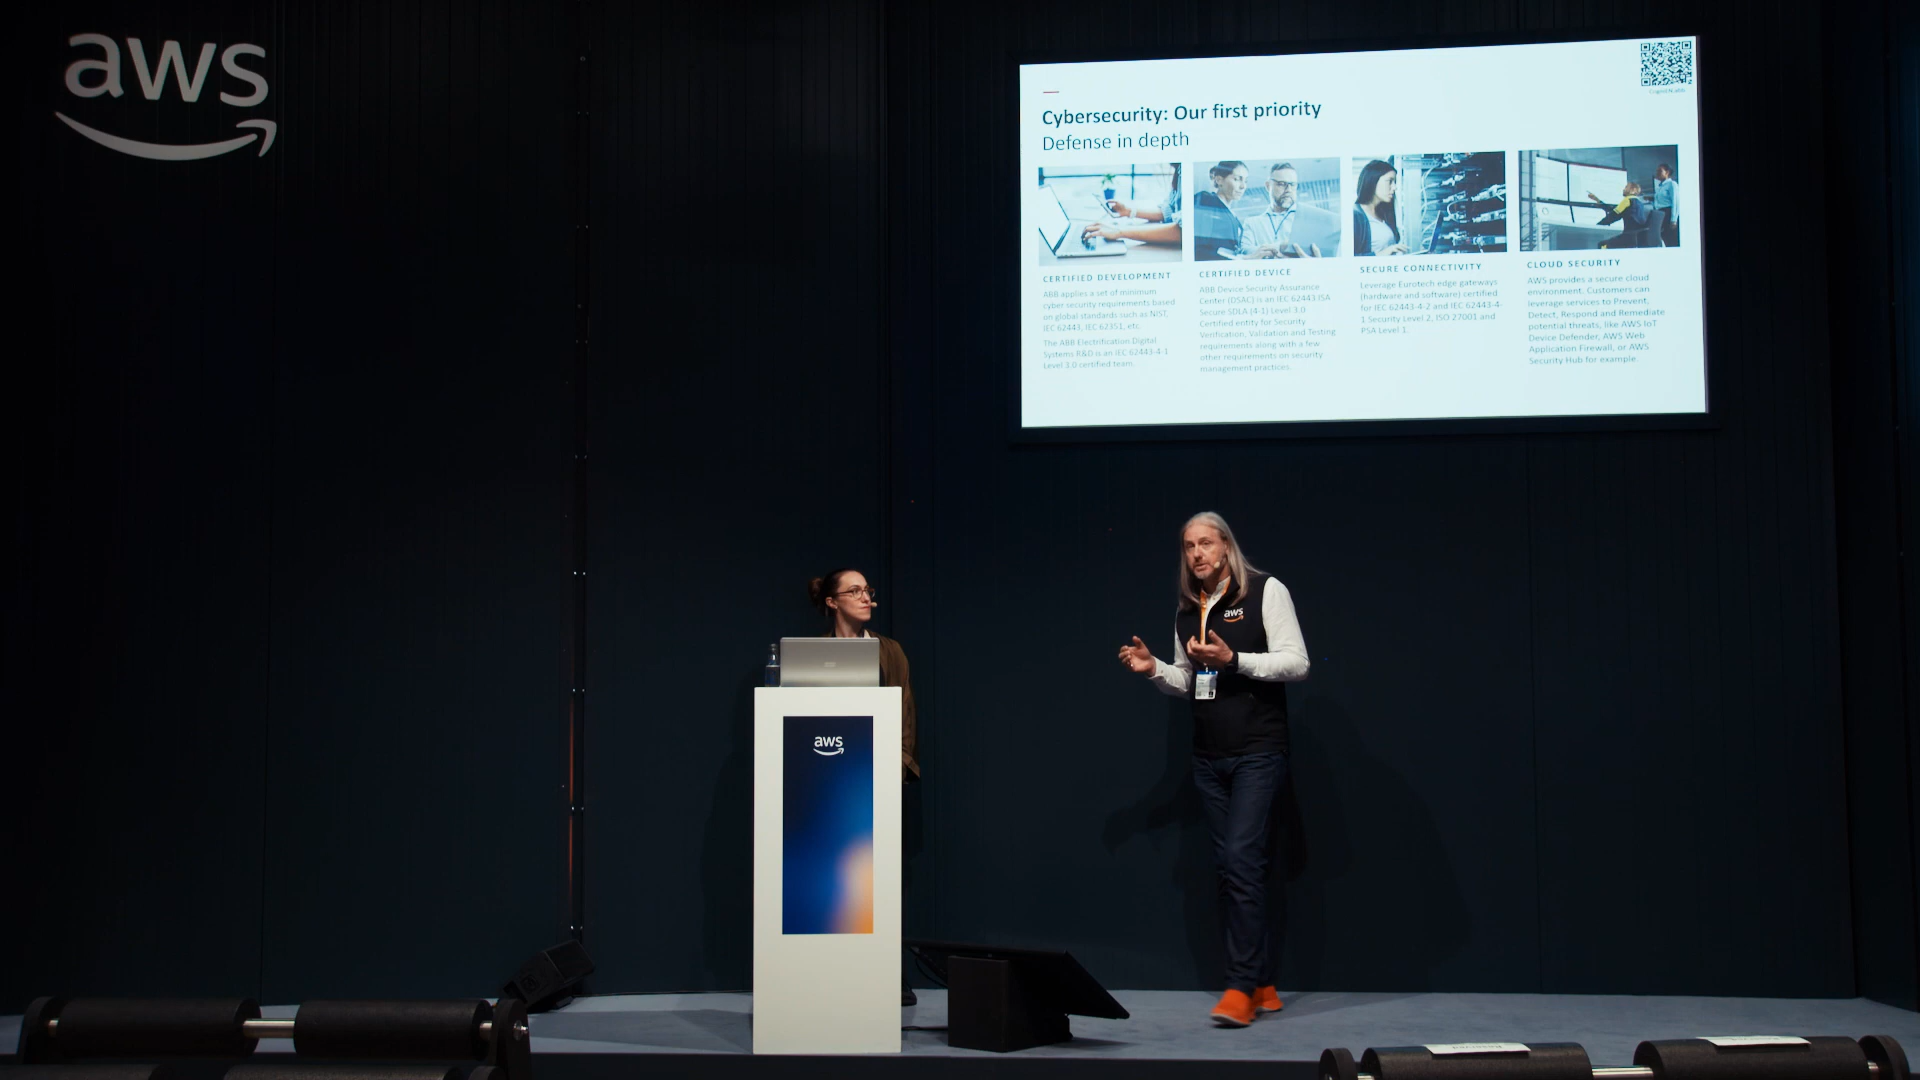 aws
Cybersecurity: Our first priority
Defense in depth
CERTIFIED DEVELOPMENT
ABB applies a set of minimum
cyber security requirements based
on global standards such as NIST,
IEC 62443, IEC 62351, etc.
The ABB Electrification Digital
Systems R&D is an IEC 62443-4-1
Level 3.0 certified team.
CERTIFIED DEVICE
ABB Device Security Assurance
Center (DSAC) is an IEC 62443 ISA
Secure SDLA (4-1) Level 3.0
Certified entity for Security
Verification, Validation and Testing
requirements along with a few
other requirements on security
management practices.
SECURE CONNECTIVITY
Leverage Eurotech edge gateways
(hardware and software) certified
for IEC 62443-4-2 and IEC 62443-4-
1 Security Level 2, ISO 27001 and
PSA Level 1.
CLOUD SECURITY
AWS provides a secure cloud
environment. Customers can
leverage services to Prevent,
Detect, Respond and Remediate
potential threats, like AWS IoT
Device Defender, AWS Web
Application Firewall, or AWS
Security Hub for example.
aws
aws
Reserved